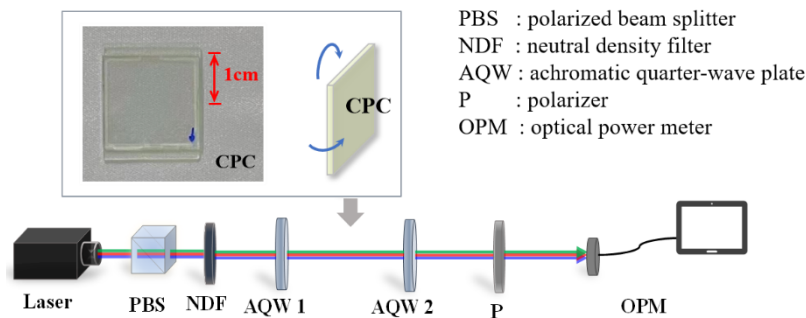 1cm
CPC
CPC
PBS : polarized beam splitter
NDF : neutral density filter
AQW : achromatic quarter-wave plate
P : polarizer
OPM : optical power meter
Laser
PBS
NDF
AQW 1
AQW 2
P
OPM